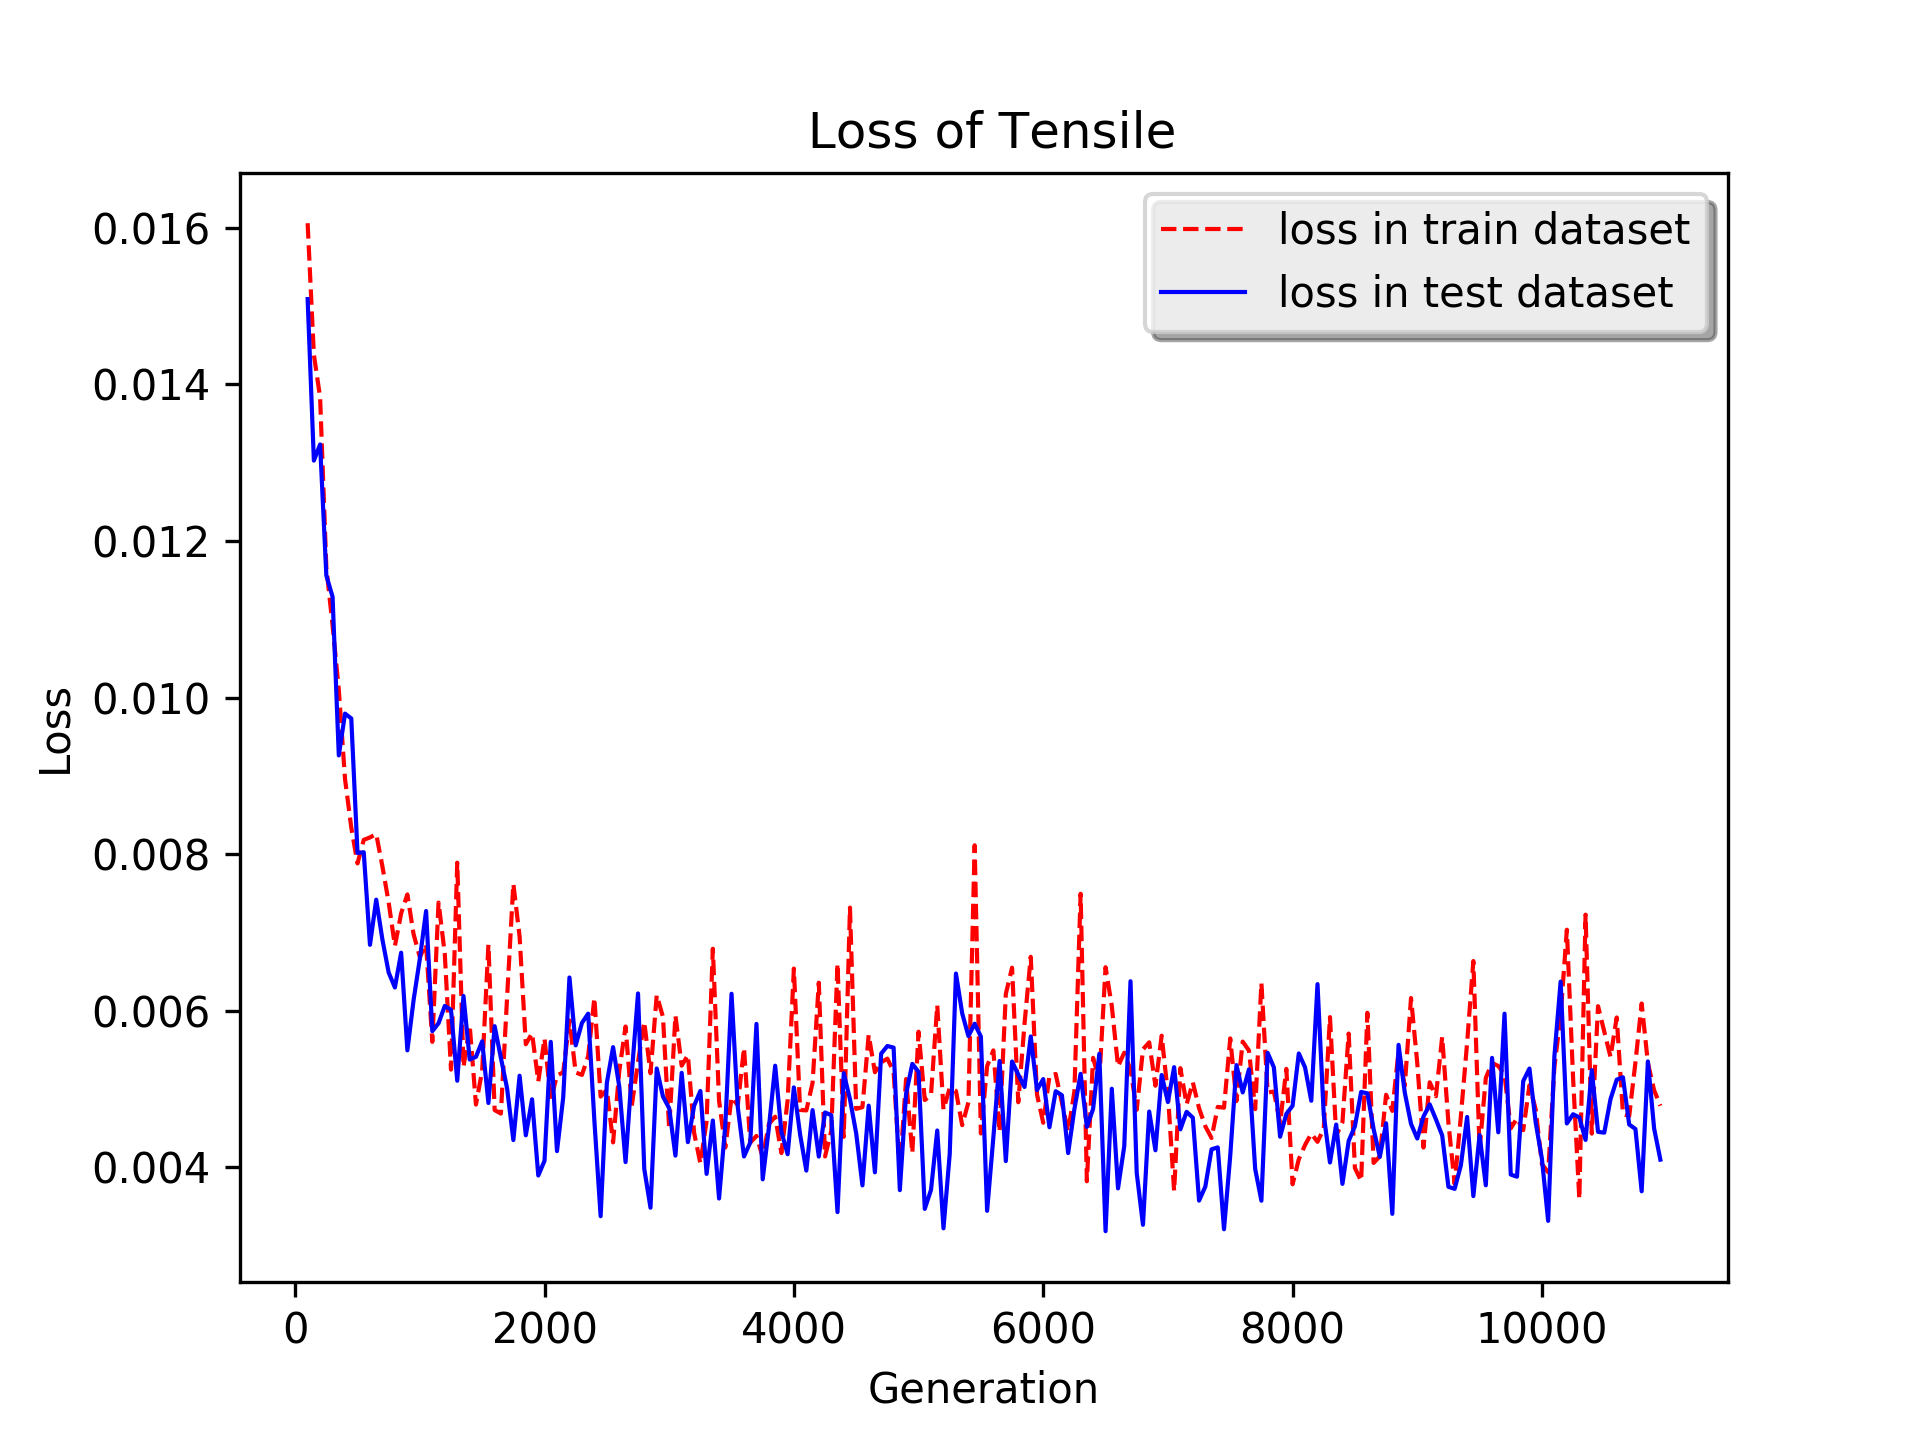 Loss of Tensile
loss in train dataset
loss in test dataset
0.016
0.014
0.012
0.010
0.008
0.006
0.004
Loss
0 2000 4000 6000 8000 10000
Generation